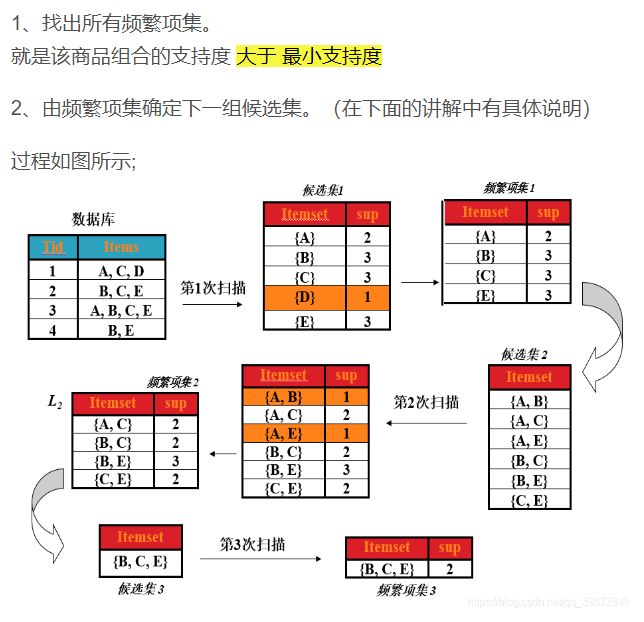 1、找出所有频繁项集。
就是该商品组合的支持度 大于 最小支持度
2、由频繁项集确定下一组候选集。（在下面的讲解中有具体说明）
过程如图所示;
数据库
Tid Items
1 A, C, D
2 B, C, E
3 A, B, C, E
4 B, E
第1次扫描
候选集1
Itemset sup
{A} 2
{B} 3
{C} 3
{D} 1
{E} 3
频繁项集1
Itemset sup
{A} 2
{B} 3
{C} 3
{E} 3
候选集2
Itemset
{A, B}
{A, C}
{A, E}
{B, C}
{B, E}
{C, E}
第2次扫描
Itemset sup
{A, B} 1
{A, C} 2
{A, E} 1
{B, C} 2
{B, E} 3
{C, E} 2
频繁项集2
L2
Itemset sup
{A, C} 2
{B, C} 2
{B, E} 3
{C, E} 2
Itemset
{B, C, E}
候选集3
第3次扫描
Itemset sup
{B, C, E} 2
频繁项集3
https://blog.csdn.net/qq_39872846